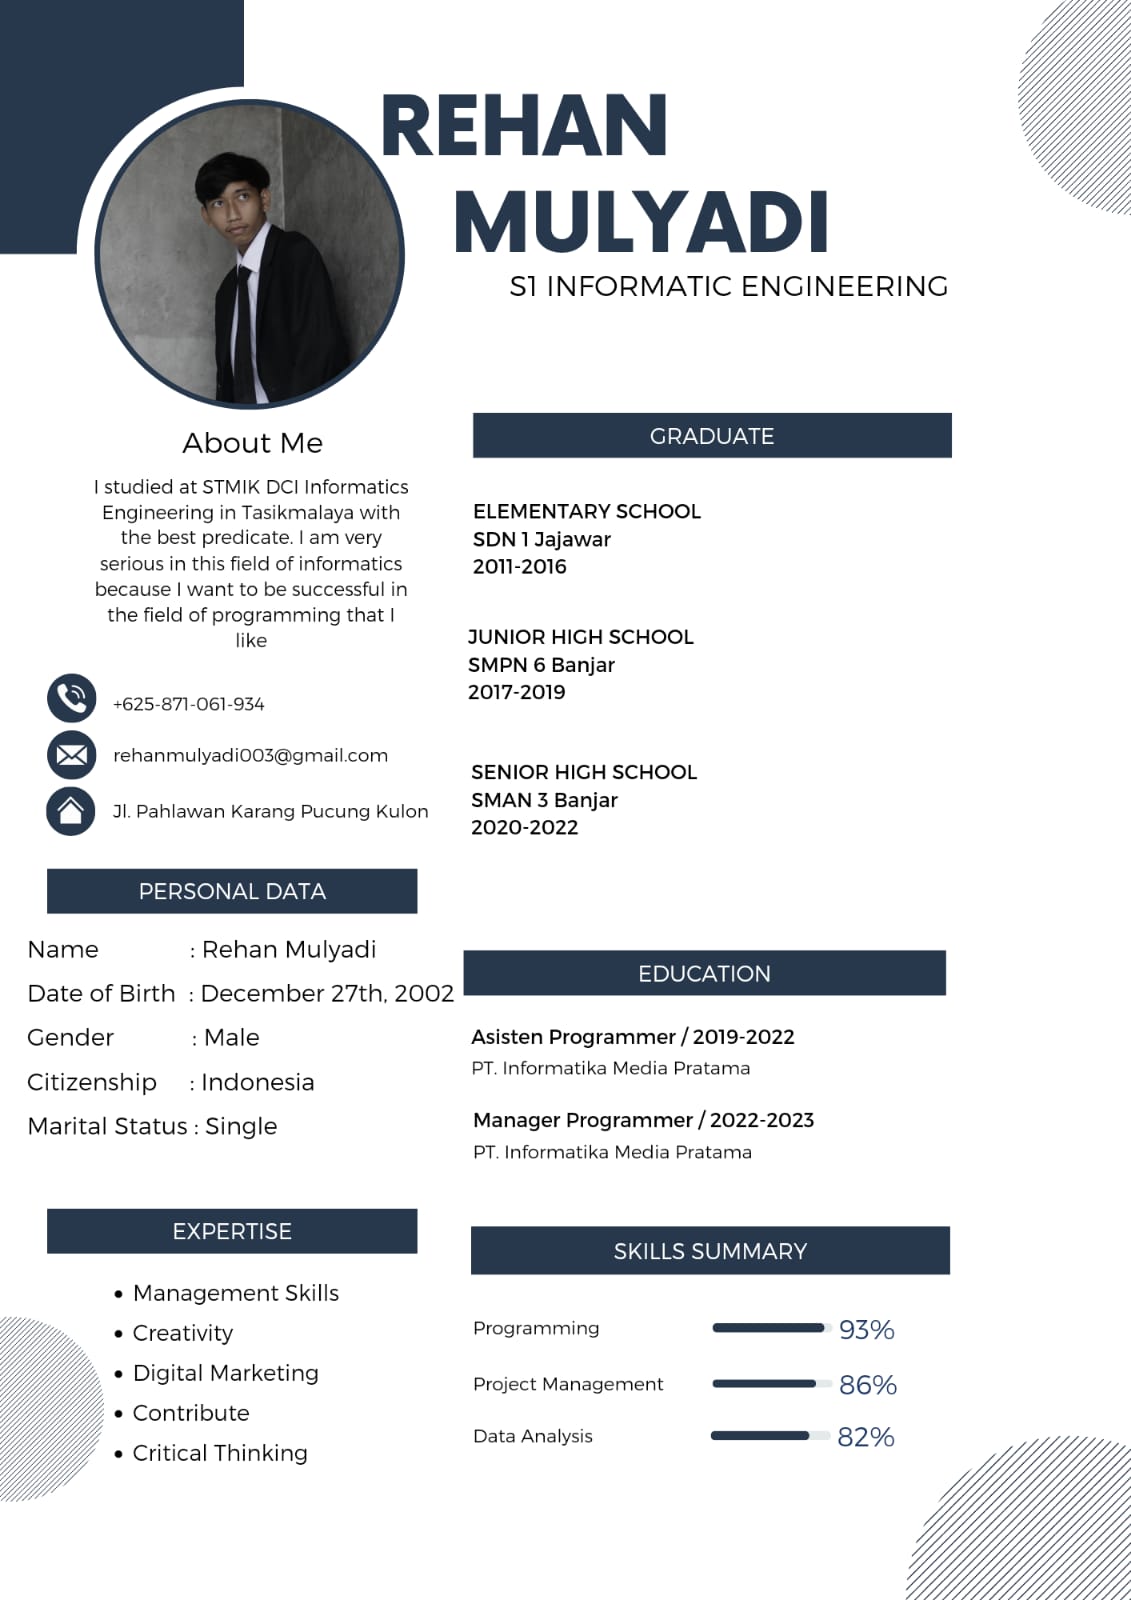 REHAN
MULYADI
S1 INFORMATIC ENGINEERING
About Me
I studied at STMIK DCI Informatics
Engineering in Tasikmalaya with
the best predicate. I am very
serious in this field of informatics
because I want to be successful in
the field of programming that I
like
+625-871-061-934
rehanmulyadi003@gmail.com
Jl. Pahlawan Karang Pucung Kulon
PERSONAL DATA
Name : Rehan Mulyadi
Date of Birth : December 27th, 2002
Gender : Male
Citizenship : Indonesia
Marital Status : Single
EXPERTISE
• Management Skills
• Creativity
• Digital Marketing
• Contribute
• Critical Thinking
GRADUATE
ELEMENTARY SCHOOL
SDN 1 Jajawar
2011-2016
JUNIOR HIGH SCHOOL
SMPN 6 Banjar
2017-2019
SENIOR HIGH SCHOOL
SMAN 3 Banjar
2020-2022
EDUCATION
Asisten Programmer / 2019-2022
PT. Informatika Media Pratama
Manager Programmer / 2022-2023
PT. Informatika Media Pratama
SKILLS SUMMARY
Programming 93%
Project Management 86%
Data Analysis 82%